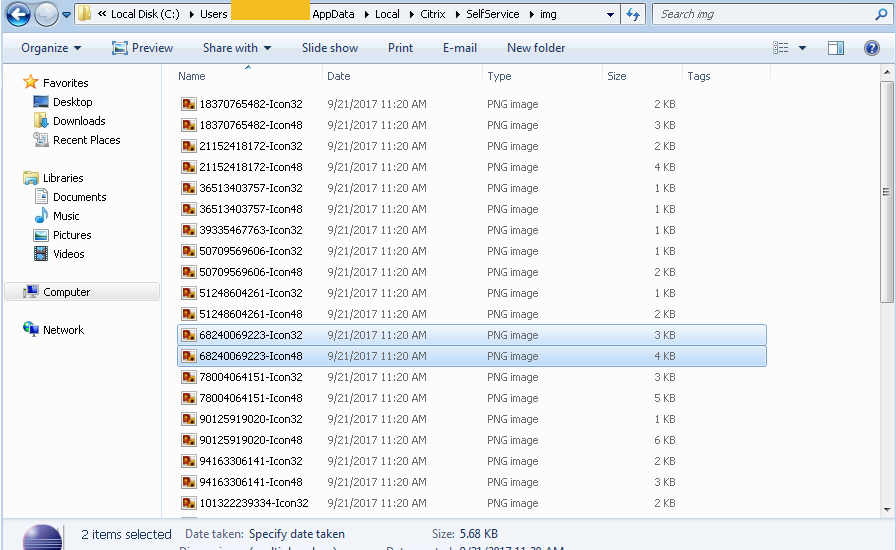 « Local Disk (C:) Users AppData Local Citrix SelfService img Search img
Organize Preview Share with Slide show Print E-mail New folder
Name Date Type Size Tags
Favorites
Desktop
Downloads
Recent Places
Libraries
Documents
Music
Pictures
Videos
Computer
Network
18370765482-Icon32 9/21/2017 11:20 AM PNG image 2 KB
18370765482-Icon48 9/21/2017 11:20 AM PNG image 3 KB
21152418172-Icon32 9/21/2017 11:20 AM PNG image 2 KB
21152418172-Icon48 9/21/2017 11:20 AM PNG image 4 KB
36513403757-Icon32 9/21/2017 11:20 AM PNG image 1 KB
36513403757-Icon48 9/21/2017 11:20 AM PNG image 1 KB
39335467763-Icon32 9/21/2017 11:20 AM PNG image 1 KB
50709569606-Icon32 9/21/2017 11:20 AM PNG image 1 KB
50709569606-Icon48 9/21/2017 11:20 AM PNG image 2 KB
51248604261-Icon32 9/21/2017 11:20 AM PNG image 1 KB
51248604261-Icon48 9/21/2017 11:20 AM PNG image 2 KB
68240069223-Icon32 9/21/2017 11:20 AM PNG image 3 KB
68240069223-Icon48 9/21/2017 11:20 AM PNG image 4 KB
78004064151-Icon32 9/21/2017 11:20 AM PNG image 3 KB
78004064151-Icon48 9/21/2017 11:20 AM PNG image 5 KB
90125919020-Icon32 9/21/2017 11:20 AM PNG image 1 KB
90125919020-Icon48 9/21/2017 11:20 AM PNG image 6 KB
94163306141-Icon32 9/21/2017 11:20 AM PNG image 2 KB
94163306141-Icon48 9/21/2017 11:20 AM PNG image 3 KB
101322239334-Icon32 9/21/2017 11:20 AM PNG image 2 KB
2 items selected Date taken: Specify date taken Size: 5.68 KB